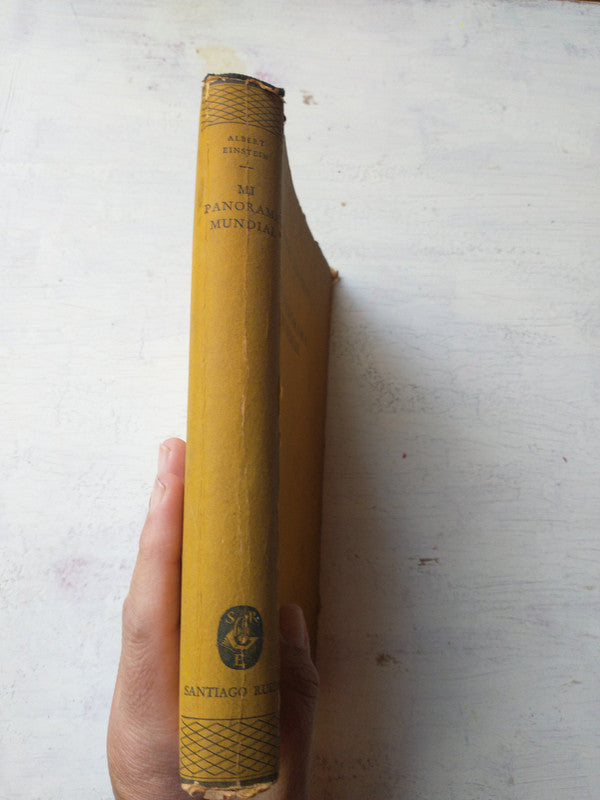 ALBERT
EINSTEIN
MI
PANORAMA
MUNDIAL
S R
E
SANTIAGO RUEDA